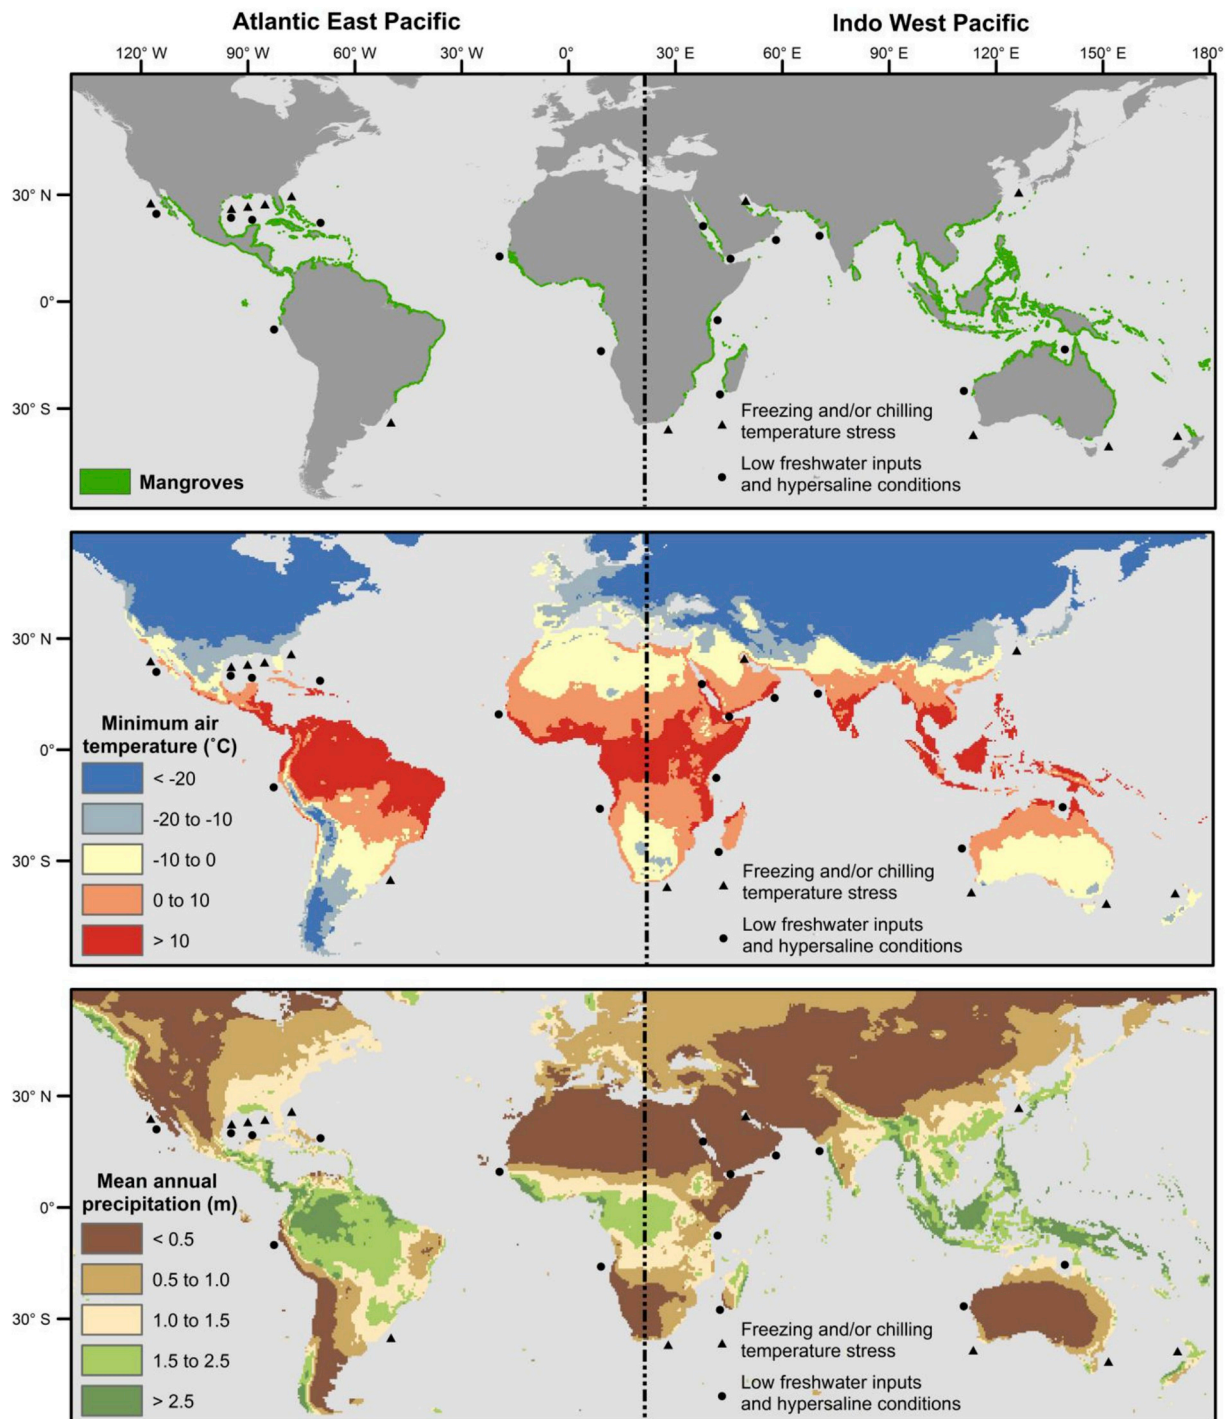 Atlantic East Pacific
Indo West Pacific
120° W 90° W 60° W 30° W 0° 30° E 60° E 90° E 120° E 150° E 180°
30° N
0°
30° S
Freezing and/or chilling
temperature stress
Low freshwater inputs
and hypersaline conditions
Mangroves
30° N
0°
30° S
Minimum air
temperature (˚C)
< -20
-20 to -10
-10 to 0
0 to 10
> 10
Freezing and/or chilling
temperature stress
Low freshwater inputs
and hypersaline conditions
30° N
0°
30° S
Mean annual
precipitation (m)
< 0.5
0.5 to 1.0
1.0 to 1.5
1.5 to 2.5
> 2.5
Freezing and/or chilling
temperature stress
Low freshwater inputs
and hypersaline conditions